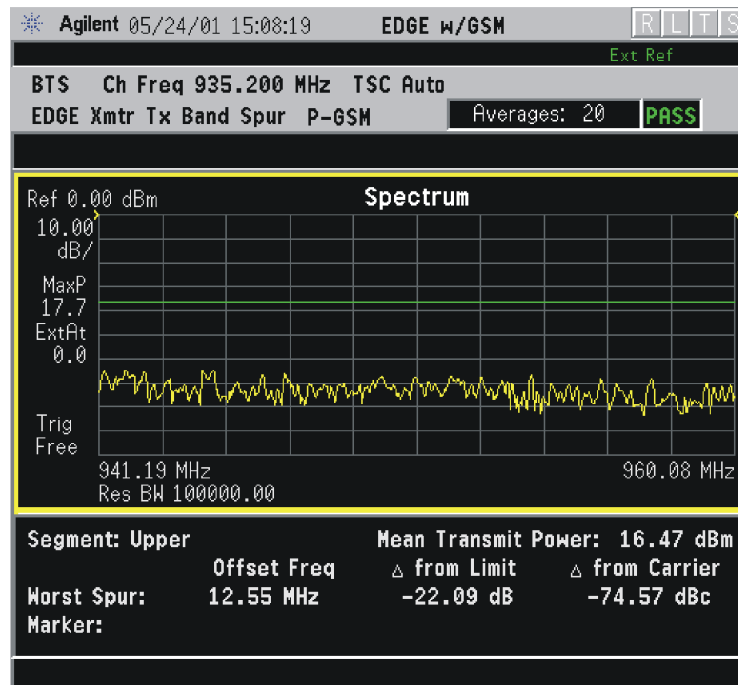 Agilent 05/24/01 15:08:19 EDGE w/GSM R L T S
Ext Ref
BTS Ch Freq 935.200 MHz TSC Auto
EDGE Xmtr Tx Band Spur P-GSM Averages: 20 PASS
Ref 0.00 dBm Spectrum
10.00
dB/
MaxP
17.7
ExtAt
0.0
Trig
Free
941.19 MHz 960.08 MHz
Res BW 100000.00
Segment: Upper Mean Transmit Power: 16.47 dBm
Offset Freq △ from Limit △ from Carrier
Worst Spur: 12.55 MHz -22.09 dB -74.57 dBc
Marker: